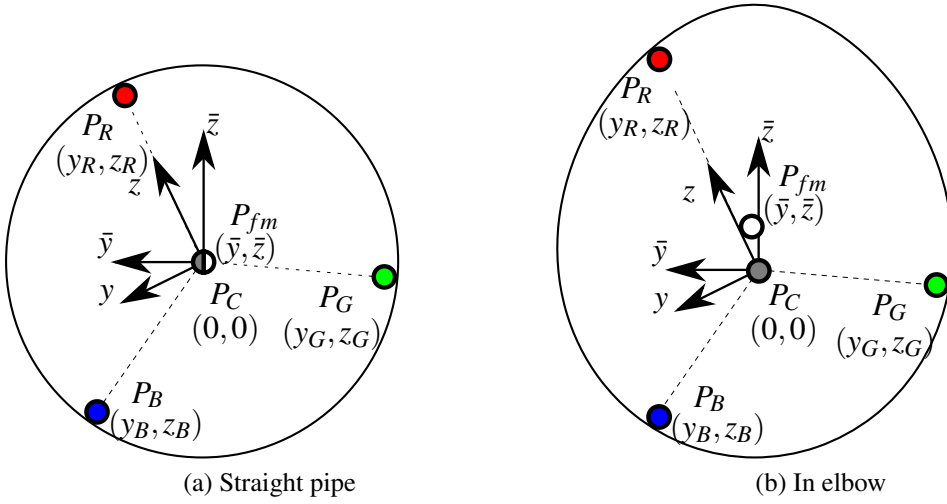 P_R
(y_R, z_R)
z
z̄
P_fm
(ȳ, z̄)
ȳ
y
P_C
(0,0)
P_G
(y_G, z_G)
P_B
(y_B, z_B)
(a) Straight pipe
P_R
(y_R, z_R)
z
z̄
P_fm
(ȳ, z̄)
ȳ
y
P_C
(0,0)
P_G
(y_G, z_G)
P_B
(y_B, z_B)
(b) In elbow